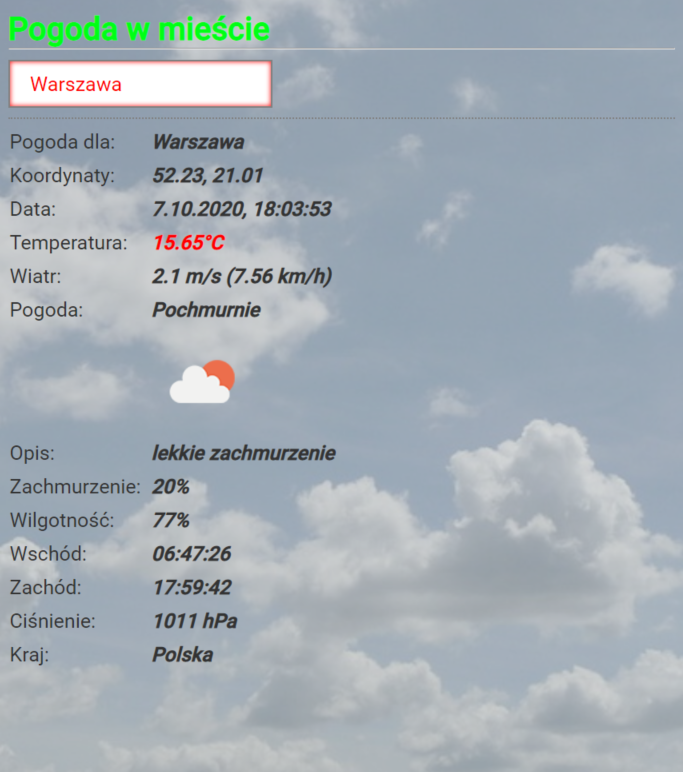 Pogoda w mieście
Warszawa
Pogoda dla: Warszawa
Koordynaty: 52.23, 21.01
Data: 7.10.2020, 18:03:53
Temperatura: 15.65°C
Wiatr: 2.1 m/s (7.56 km/h)
Pogoda: Pochmurnie
Opis: lekkie zachmurzenie
Zachmurzenie: 20%
Wilgotność: 77%
Wschód: 06:47:26
Zachód: 17:59:42
Ciśnienie: 1011 hPa
Kraj: Polska